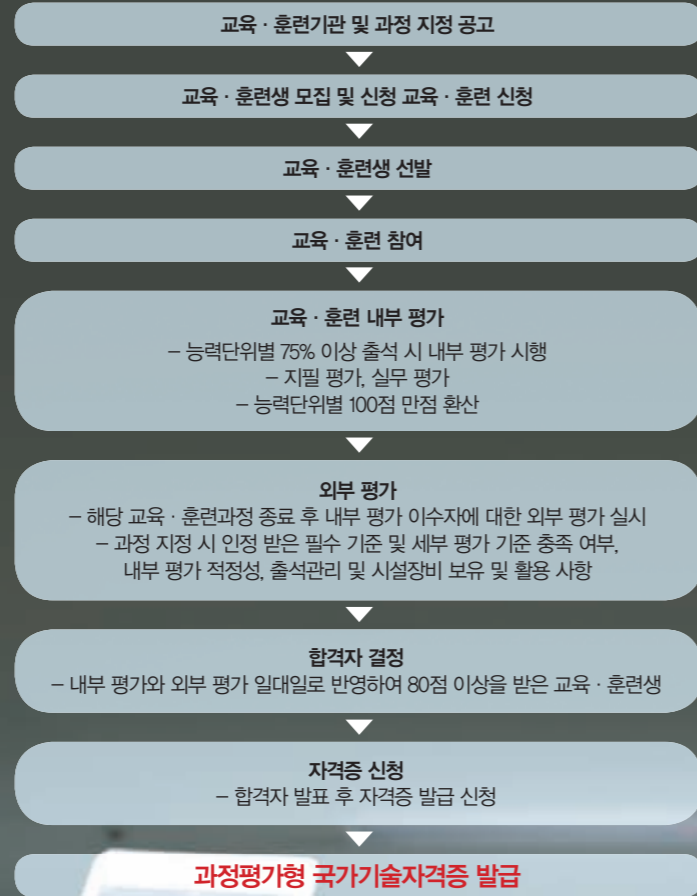 교육 · 훈련기관 및 과정 지정 공고
교육 · 훈련생 모집 및 신청 교육 · 훈련 신청
교육 · 훈련생 선발
교육 · 훈련 참여
교육 · 훈련 내부 평가
– 능력단위별 75% 이상 출석 시 내부 평가 시행
– 지필 평가, 실무 평가
– 능력단위별 100점 만점 환산
외부 평가
– 해당 교육 · 훈련과정 종료 후 내부 평가 이수자에 대한 외부 평가 실시
– 과정 지정 시 인정 받은 필수 기준 및 세부 평가 기준 충족 여부,
내부 평가 적정성, 출석관리 및 시설장비 보유 및 활용 사항
합격자 결정
– 내부 평가와 외부 평가 일대일로 반영하여 80점 이상을 받은 교육 · 훈련생
자격증 신청
– 합격자 발표 후 자격증 발급 신청
과정평가형 국가기술자격증 발급